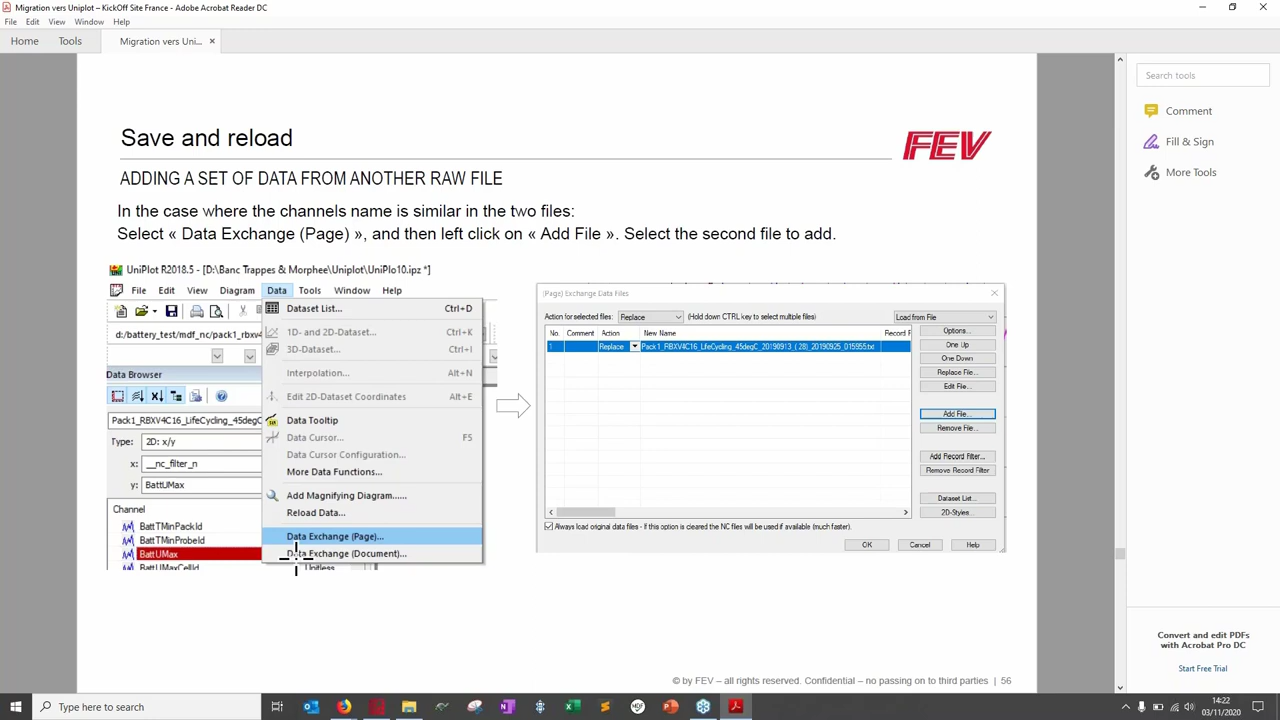 Migration vers Uniplot – KickOff Site France – Adobe Acrobat Reader DC
File Edit View Window Help
Home Tools Migration vers Uni... ×
Search tools
Comment
Fill & Sign
More Tools
Convert and edit PDFs
with Acrobat Pro DC
Start Free Trial
Save and reload
FEV
ADDING A SET OF DATA FROM ANOTHER RAW FILE
In the case where the channels name is similar in the two files:
Select « Data Exchange (Page) », and then left click on « Add File ». Select the second file to add.
UniPlot R2018.5 - [D:\Banc Trappes & Morphee\Uniplot\UniPlo10.ipz *]
File Edit View Diagram Data Tools Window Help
d:/battery_test/mdf_nc/pack1_rbxv4
Data Browser
Pack1_RBXV4C16_LifeCycling_45degC
Type: 2D: x/y
x: __nc_filter_n
y: BattUMax
Channel
BattTMinPackId
BattTMinProbeId
BattUMax
BattUMaxCellId
Unitless
Dataset List... Ctrl+D
1D- and 2D-Dataset... Ctrl+K
3D-Dataset... Ctrl+I
Interpolation... Alt+N
Edit 2D-Dataset Coordinates Alt+E
Data Tooltip
Data Cursor... F5
Data Cursor Configuration...
More Data Functions...
Add Magnifying Diagram......
Reload Data...
Data Exchange (Page)...
Data Exchange (Document)...
(Page) Exchange Data Files
Action for selected files: Replace (Hold down CTRL key to select multiple files) Load from File
No. Comment Action New Name Record F
1 Replace Pack1_RBXV4C16_LifeCycling_45degC_20190913_( 28)_20190925_015955.txt
Options...
One Up
One Down
Replace File...
Edit File...
Add File...
Remove File...
Add Record Filter...
Remove Record Filter
Dataset List...
2D-Styles...
Always load original data files - If this option is cleared the NC files will be used if available (much faster).
OK Cancel Help
© by FEV – all rights reserved. Confidential – no passing on to third parties | 56
Type here to search
14:22
03/11/2020